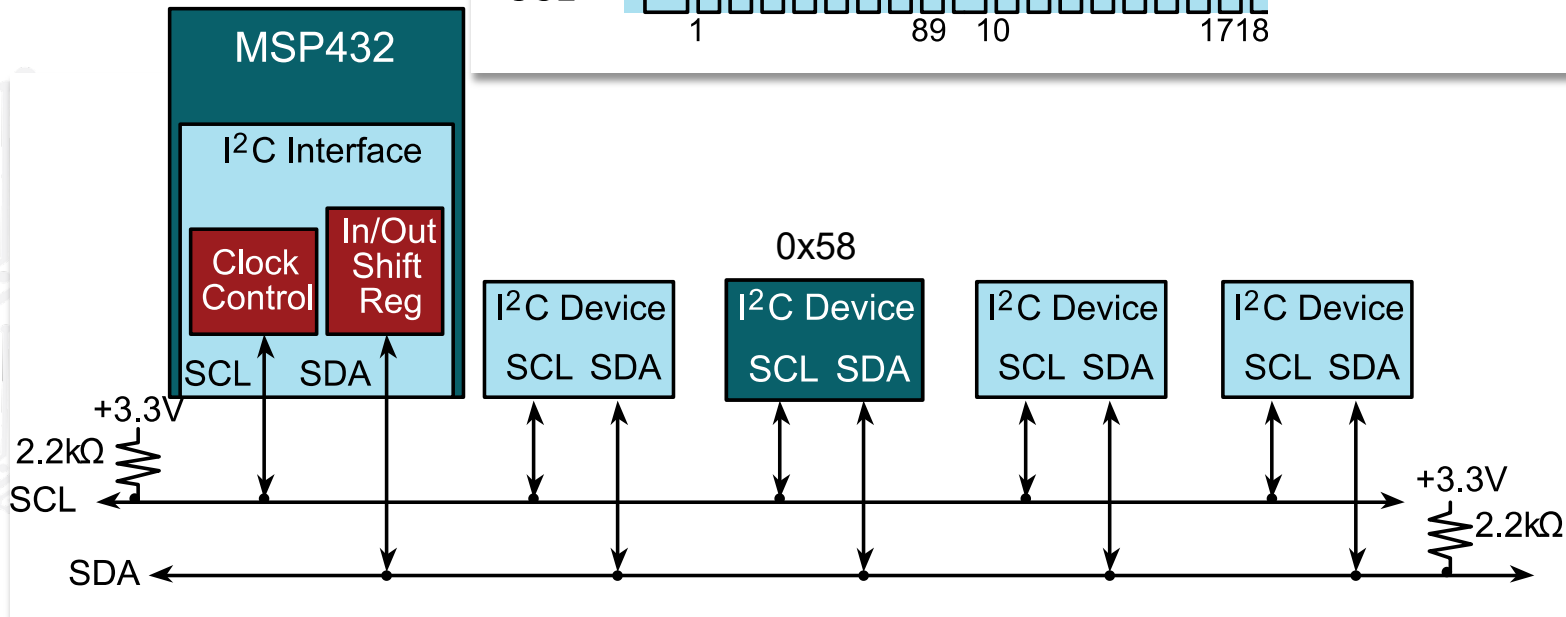 1 89 10 1718
MSP432
I²C Interface
Clock
Control
In/Out
Shift
Reg
SCL SDA
I²C Device
SCL SDA
0x58
I²C Device
SCL SDA
I²C Device
SCL SDA
I²C Device
SCL SDA
+3.3V
2.2kΩ
SCL
+3.3V
2.2kΩ
SDA